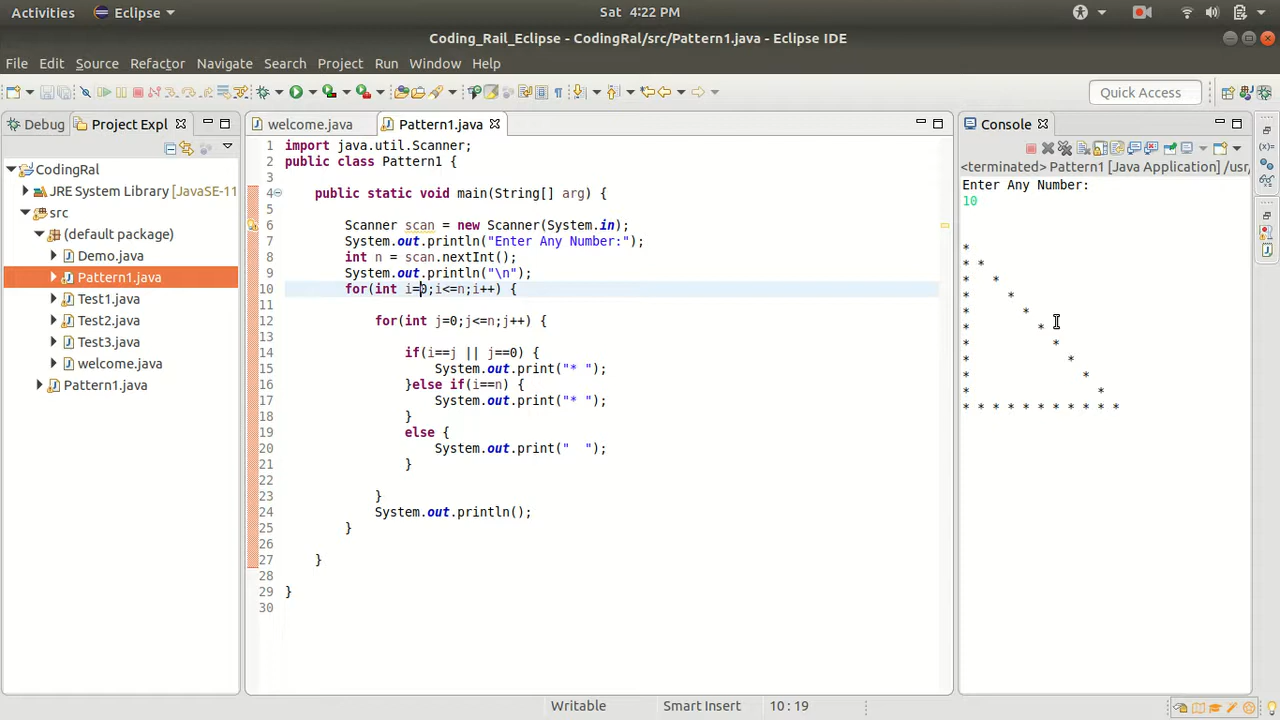 Activities Eclipse Sat 4:22 PM
Coding_Rail_Eclipse - CodingRal/src/Pattern1.java - Eclipse IDE
File Edit Source Refactor Navigate Search Project Run Window Help
Quick Access
Debug Project Expl
welcome.java Pattern1.java
Console
CodingRal
JRE System Library [JavaSE-11
src
(default package)
Demo.java
Pattern1.java
Test1.java
Test2.java
Test3.java
welcome.java
Pattern1.java
1 import java.util.Scanner;
2 public class Pattern1 {
3
4 public static void main(String[] arg) {
5
6 Scanner scan = new Scanner(System.in);
7 System.out.println("Enter Any Number:");
8 int n = scan.nextInt();
9 System.out.println("\n");
10 for(int i=0;i<=n;i++) {
11
12 for(int j=0;j<=n;j++) {
13
14 if(i==j || j==0) {
15 System.out.print("* ");
16 }else if(i==n) {
17 System.out.print("* ");
18 }
19 else {
20 System.out.print("  ");
21 }
22
23 }
24 System.out.println();
25 }
26
27 }
28
29 }
30
<terminated> Pattern1 [Java Application] /usr/
Enter Any Number:
10
*
* *
*   *
*     *
*       *
*         *
*           *
*             *
*               *
*                 *
* * * * * * * * * * *
Writable Smart Insert 10 : 19